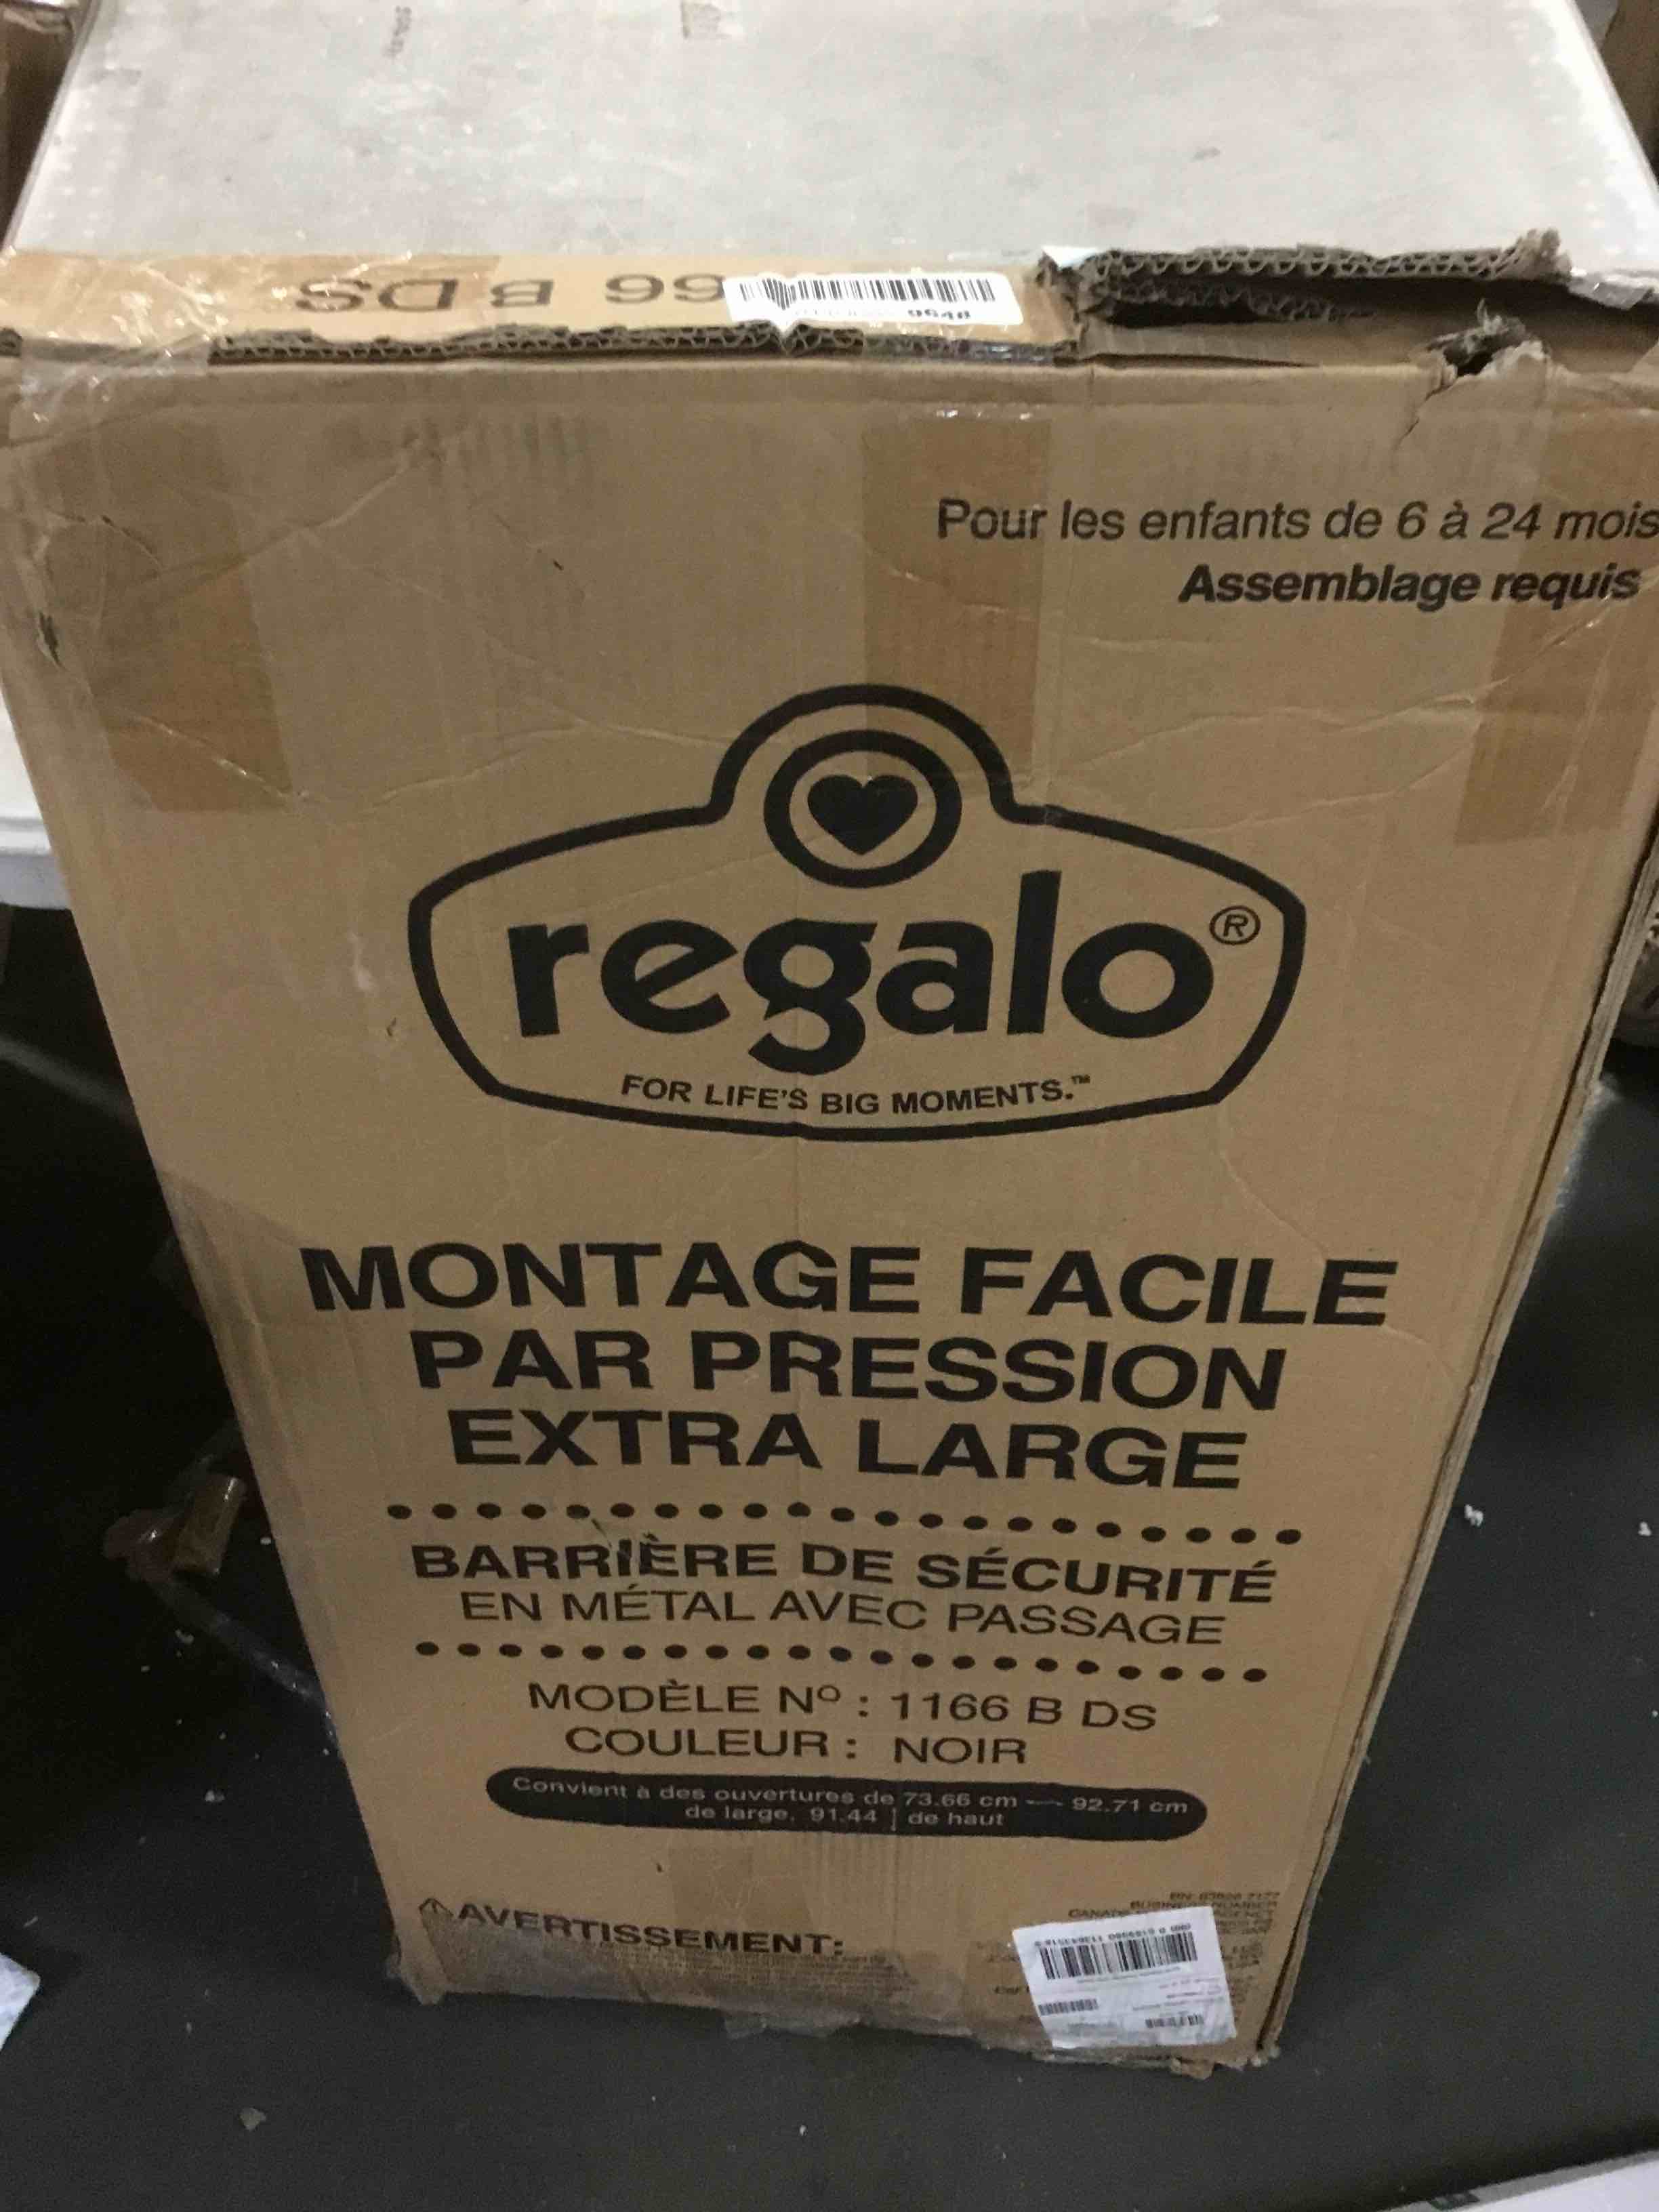 66 B DS
9648
Pour les enfants de 6 à 24 mois
Assemblage requis
regalo®
FOR LIFE'S BIG MOMENTS.™
MONTAGE FACILE
PAR PRESSION
EXTRA LARGE
BARRIÈRE DE SÉCURITÉ
EN MÉTAL AVEC PASSAGE
MODÈLE Nº : 1166 B DS
COULEUR : NOIR
Convient à des ouvertures de 73.66 cm — 92.71 cm
de large, 91.44 | de haut
⚠AVERTISSEMENT: